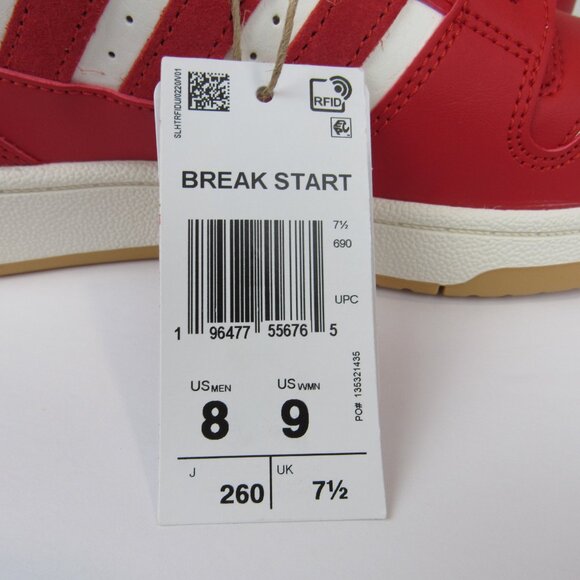 SLHTRFIDUI0220IV01
RFID
BREAK START
7½
690
UPC
1 96477 55676 5
PO# 135321435
US MEN US WMN
8 9
J UK
260 7½